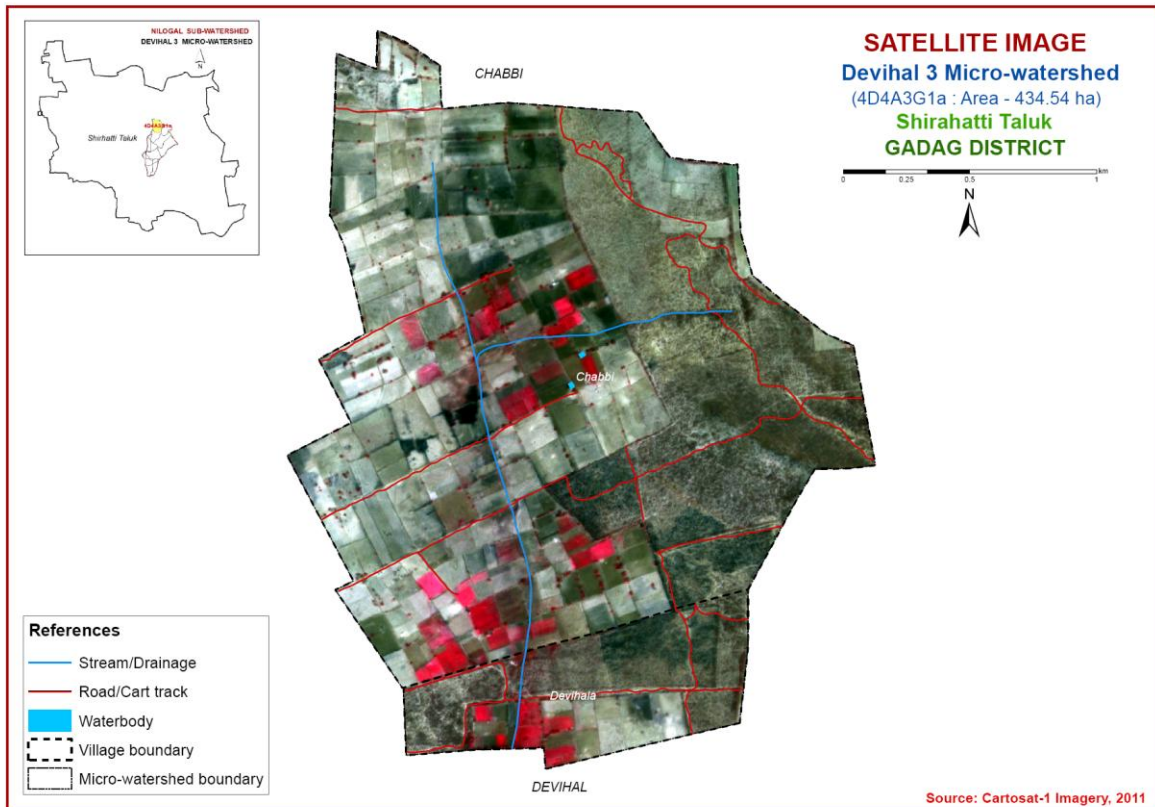 NILOGAL SUB-WATERSHED
DEVIHAL 3 MICRO-WATERSHED
N
4D4A3G1a
Shirhatti Taluk
CHABBI
SATELLITE IMAGE
Devihal 3 Micro-watershed
(4D4A3G1a : Area - 434.54 ha)
Shirahatti Taluk
GADAG DISTRICT
km
0 0.25 0.5 1
N
Chabbi
References
Stream/Drainage
Road/Cart track
Waterbody
Village boundary
Micro-watershed boundary
Devihala
DEVIHAL
Source: Cartosat-1 Imagery, 2011